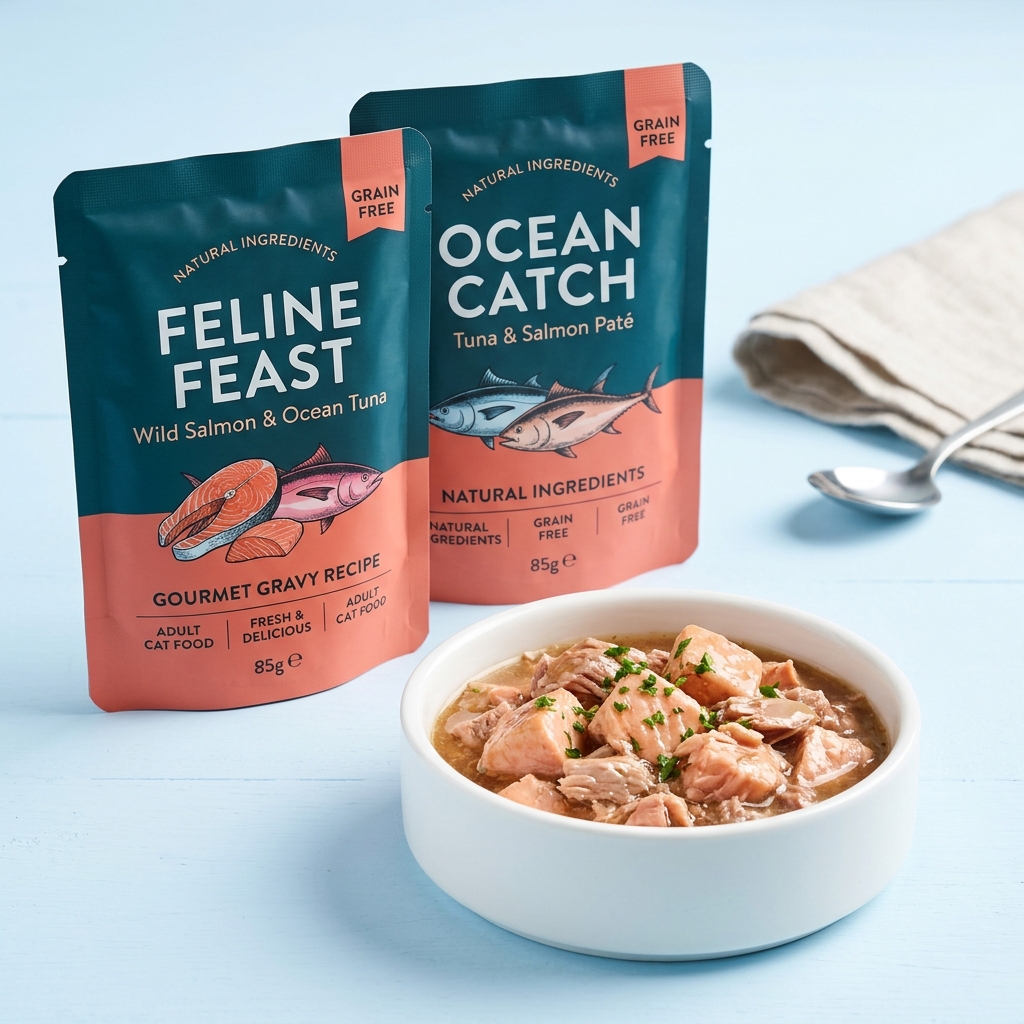 GRAIN
FREE
NATURAL INGREDIENTS
FELINE
FEAST
Wild Salmon & Ocean Tuna
GOURMET GRAVY RECIPE
ADULT
CAT FOOD
FRESH &
DELICIOUS
ADULT
CAT FOOD
85g ℮
GRAIN
FREE
NATURAL INGREDIENTS
OCEAN
CATCH
Tuna & Salmon Paté
NATURAL INGREDIENTS
NATURAL
GREDIENTS
GRAIN
FREE
GRAIN
FREE
85g ℮